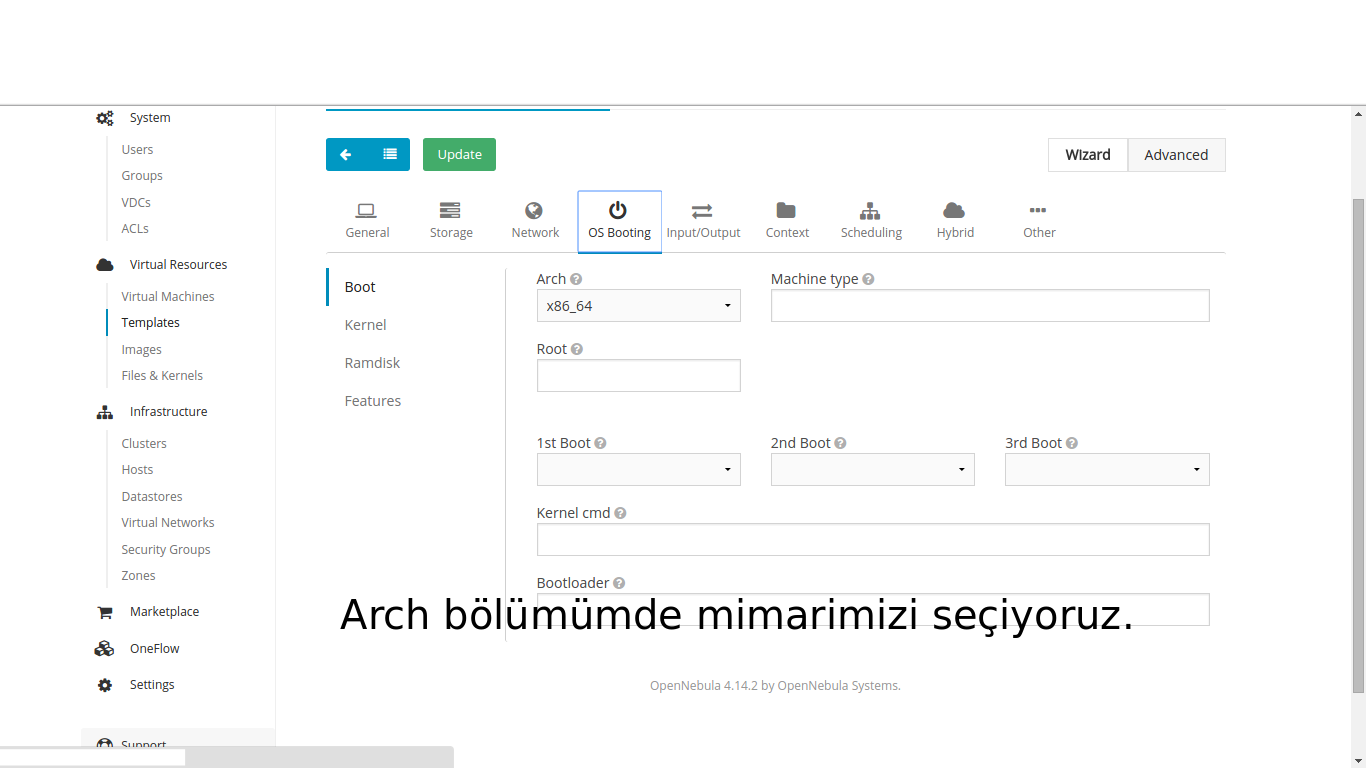 System
Users
Groups
VDCs
ACLs
Virtual Resources
Virtual Machines
Templates
Images
Files & Kernels
Infrastructure
Clusters
Hosts
Datastores
Virtual Networks
Security Groups
Zones
Marketplace
OneFlow
Settings
Support
Update
Wizard Advanced
General Storage Network OS Booting Input/Output Context Scheduling Hybrid Other
Boot
Kernel
Ramdisk
Features
Arch Machine type
x86_64
Root
1st Boot 2nd Boot 3rd Boot
Kernel cmd
Bootloader
Arch bölümümde mimarimizi seçiyoruz.
OpenNebula 4.14.2 by OpenNebula Systems.